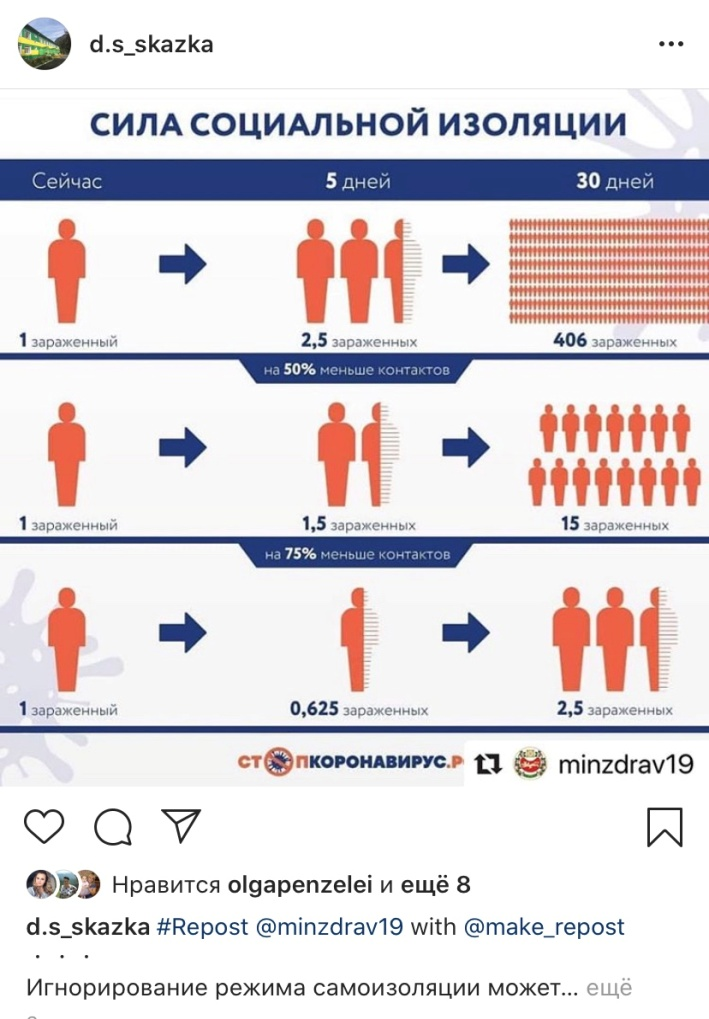 d.s_skazka
СИЛА СОЦИАЛЬНОЙ ИЗОЛЯЦИИ
Сейчас 5 дней 30 дней
1 зараженный 2,5 зараженных 406 зараженных
на 50% меньше контактов
1 зараженный 1,5 зараженных 15 зараженных
на 75% меньше контактов
1 зараженный 0,625 зараженных 2,5 зараженных
СТОПКОРОНАВИРУС.Р minzdrav19
Нравится olgapenzelei и ещё 8
d.s_skazka #Repost @minzdrav19 with @make_repost
・・・
Игнорирование режима самоизоляции может... ещё